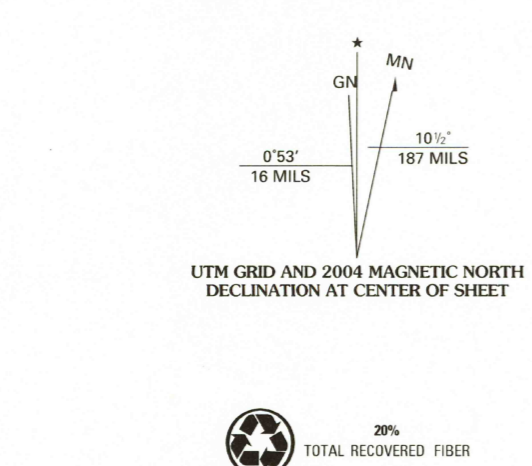 ★
GN
MN
0°53'
16 MILS
10½°
187 MILS
UTM GRID AND 2004 MAGNETIC NORTH
DECLINATION AT CENTER OF SHEET
20%
TOTAL RECOVERED FIBER